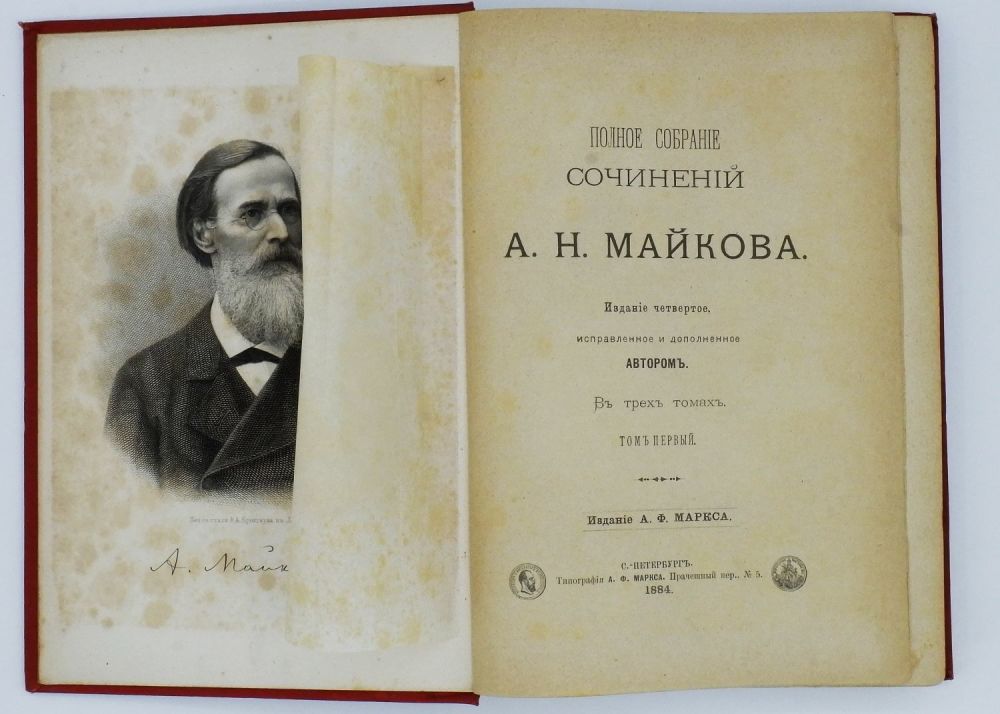 А. Майк
ПОЛНОЕ СОБРАНІЕ
СОЧИНЕНІЙ
А. Н. МАЙКОВА.
Изданіе четвертое,
исправленное и дополненное
АВТОРОМЪ.
Въ трехъ томахъ.
ТОМЪ ПЕРВЫЙ.
Изданіе А. Ф. МАРКСА.
С.-ПЕТЕРБУРГЪ.
Типографія А. Ф. МАРКСА. Прачешный пер., № 5.
1884.